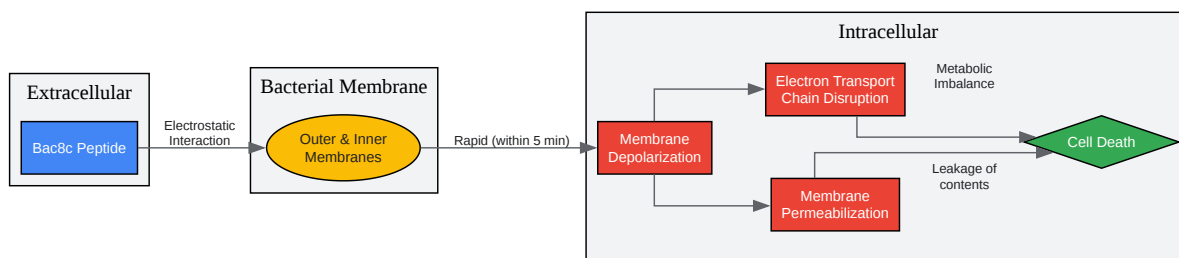 Extracellular
Bac8c Peptide
Electrostatic
Interaction
Bacterial Membrane
Outer & Inner
Membranes
Rapid (within 5 min)
Intracellular
Membrane
Depolarization
Electron Transport
Chain Disruption
Membrane
Permeabilization
Metabolic
Imbalance
Leakage of
contents
Cell Death